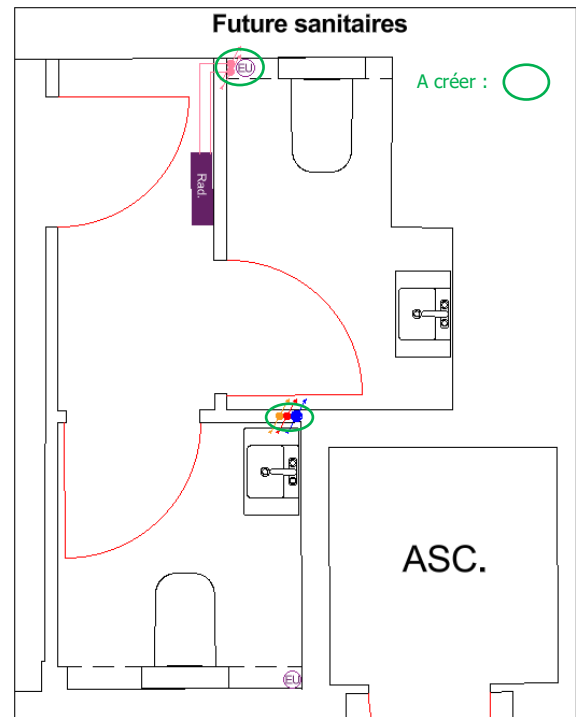 Future sanitaires
EU
A créer :
Rad.
ASC.
EU